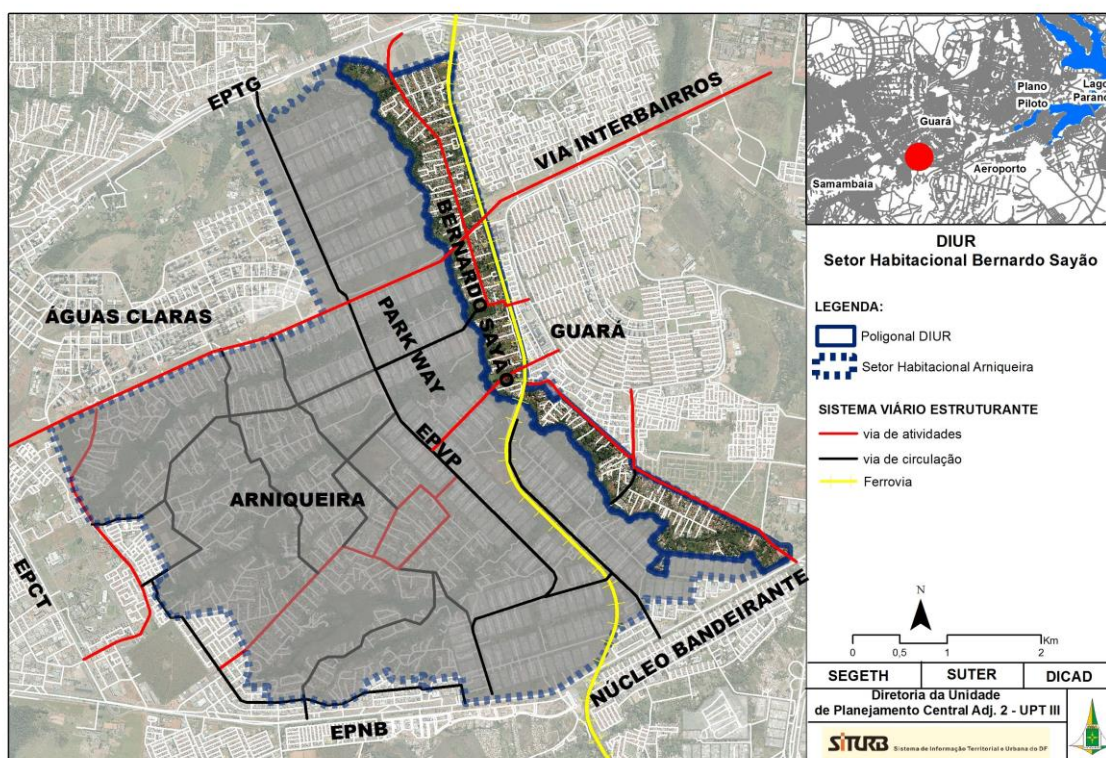 EPTG
VIA INTERBAIRROS
BERNARDO SAYÃO
ÁGUAS CLARAS
PARK WAY
GUARÁ
EPVP
ARNIQUEIRA
EPCT
NÚCLEO BANDEIRANTE
EPNB
Plano
Piloto
Lago
Parano
Guará
Aeroporto
Samambaia
DIUR
Setor Habitacional Bernardo Sayão
LEGENDA:
Poligonal DIUR
Setor Habitacional Arniqueira
SISTEMA VIÁRIO ESTRUTURANTE
via de atividades
via de circulação
Ferrovia
N
Km
0 0,5 1 2
SEGETH SUTER DICAD
Diretoria da Unidade
de Planejamento Central Adj. 2 - UPT III
SITURB Sistema de Informação Territorial e Urbana do DF